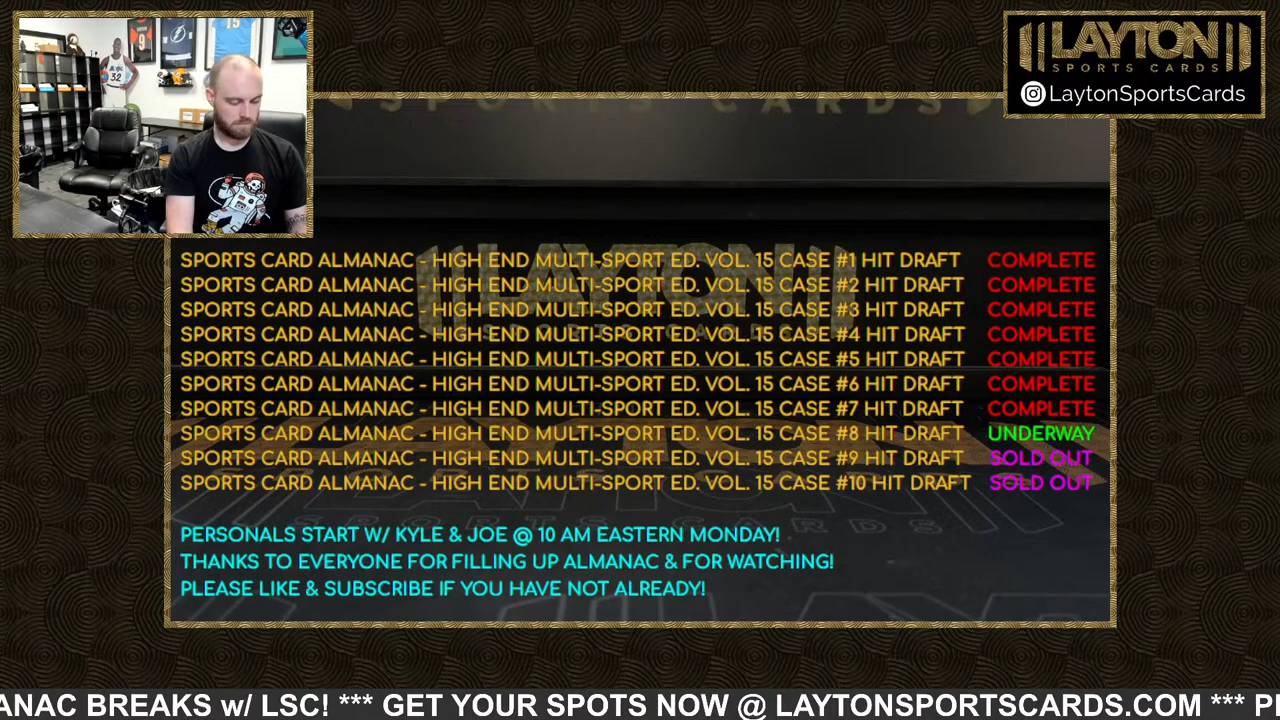 15
9
32
LAYTON
SPORTS CARDS
LaytonSportsCards
SPORTS CARDS
LAYTON
SPORTS CARD ALMANAC - HIGH END MULTI-SPORT ED. VOL. 15 CASE #1 HIT DRAFT COMPLETE
SPORTS CARD ALMANAC - HIGH END MULTI-SPORT ED. VOL. 15 CASE #2 HIT DRAFT COMPLETE
SPORTS CARD ALMANAC - HIGH END MULTI-SPORT ED. VOL. 15 CASE #3 HIT DRAFT COMPLETE
SPORTS CARD ALMANAC - HIGH END MULTI-SPORT ED. VOL. 15 CASE #4 HIT DRAFT COMPLETE
SPORTS CARD ALMANAC - HIGH END MULTI-SPORT ED. VOL. 15 CASE #5 HIT DRAFT COMPLETE
SPORTS CARD ALMANAC - HIGH END MULTI-SPORT ED. VOL. 15 CASE #6 HIT DRAFT COMPLETE
SPORTS CARD ALMANAC - HIGH END MULTI-SPORT ED. VOL. 15 CASE #7 HIT DRAFT COMPLETE
SPORTS CARD ALMANAC - HIGH END MULTI-SPORT ED. VOL. 15 CASE #8 HIT DRAFT UNDERWAY
SPORTS CARD ALMANAC - HIGH END MULTI-SPORT ED. VOL. 15 CASE #9 HIT DRAFT SOLD OUT
SPORTS CARD ALMANAC - HIGH END MULTI-SPORT ED. VOL. 15 CASE #10 HIT DRAFT SOLD OUT
PERSONALS START W/ KYLE & JOE @ 10 AM EASTERN MONDAY!
THANKS TO EVERYONE FOR FILLING UP ALMANAC & FOR WATCHING!
PLEASE LIKE & SUBSCRIBE IF YOU HAVE NOT ALREADY!
ANAC BREAKS w/ LSC! *** GET YOUR SPOTS NOW @ LAYTONSPORTSCARDS.COM *** P